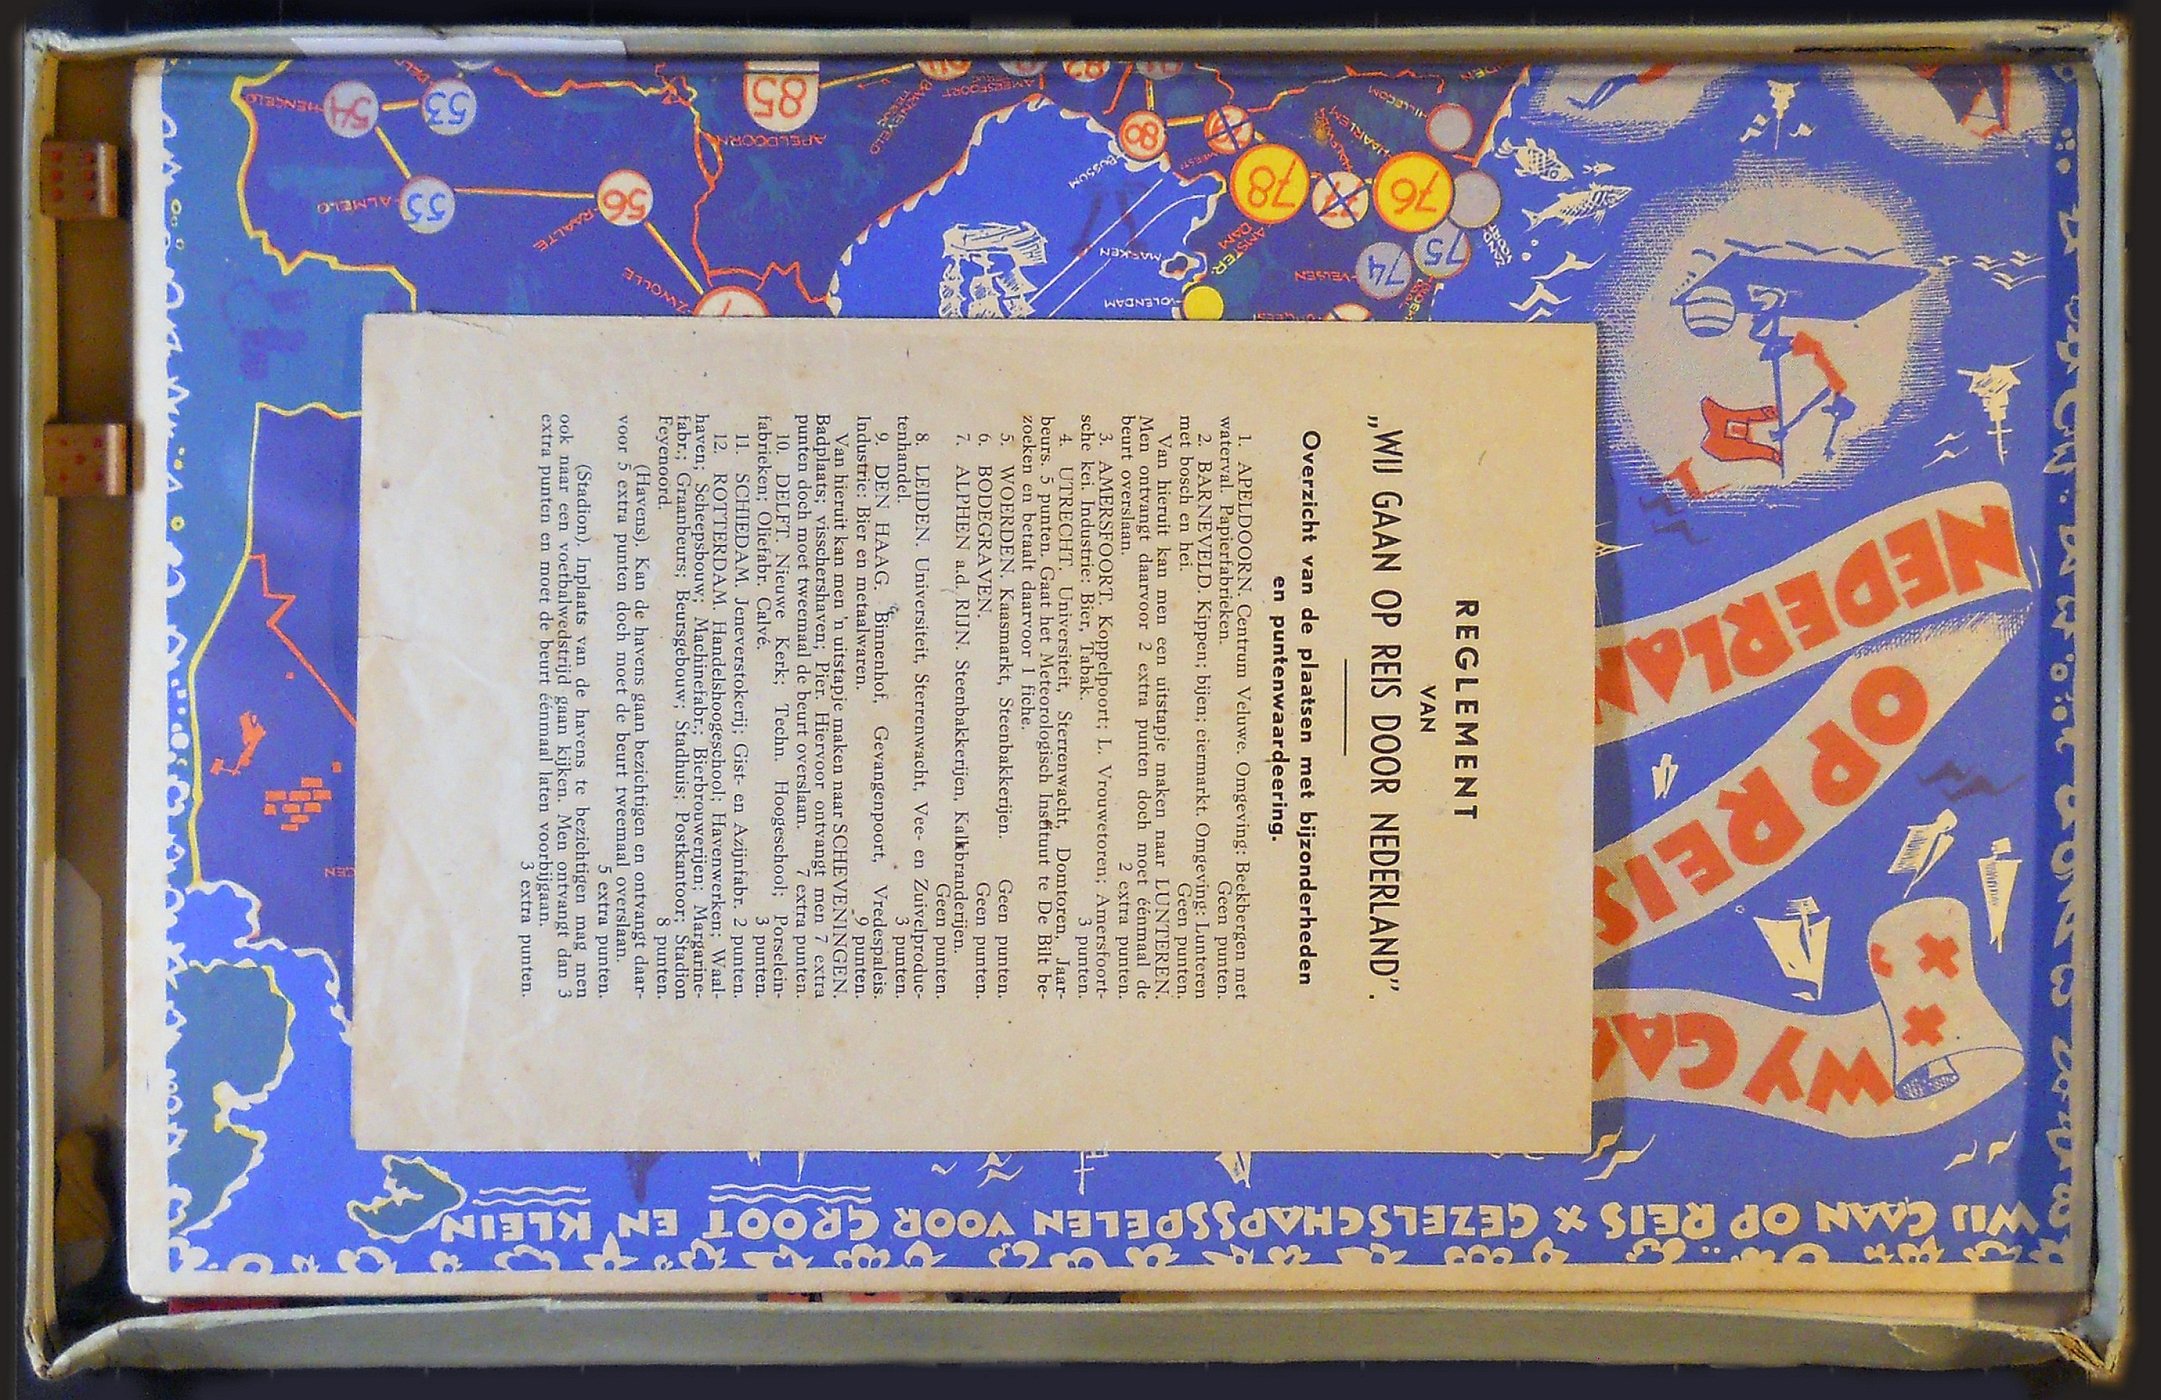 REGLEMENT
VAN
„WIJ GAAN OP REIS DOOR NEDERLAND”.
Overzicht van de plaatsen met bijzonderheden
en puntenwaardeering.
1. APELDOORN. Centrum Veluwe. Omgeving: Beekbergen met
waterval. Papierfabrieken. Geen punten.
2. BARNEVELD. Kippen; bijen; eiermarkt. Omgeving: Lunteren
met bosch en hei. Geen punten.
Van hieruit kan men een uitstapje maken naar LUNTEREN.
Men ontvangt daarvoor 2 extra punten doch moet éénmaal de
beurt overslaan. 2 extra punten.
3. AMERSFOORT. Koppelpoort; L. Vrouwetoren; Amersfoort-
sche kei. Industrie: Bier, Tabak. 3 punten.
4. UTRECHT. Universiteit, Sterrenwacht, Domtoren, Jaar-
beurs. 5 punten. Gaat het Meteorologisch Instituut te De Bilt be-
zoeken en betaalt daarvoor 1 fiche.
5. WOERDEN. Kaasmarkt, Steenbakkerijen. Geen punten.
6. BODEGRAVEN. Geen punten.
7. ALPHEN a.d. RIJN. Steenbakkerijen, Kalkbranderijen.
Geen punten.
8. LEIDEN. Universiteit, Sterrenwacht, Vee- en Zuivelproduc-
tenhandel. 3 punten.
9. DEN HAAG. Binnenhof, Gevangenpoort, Vredespaleis.
Industrie: Bier en metaalwaren. 9 punten.
Van hieruit kan men 'n uitstapje maken naar SCHEVENINGEN.
Badplaats; visschershaven; Pier. Hiervoor ontvangt men 7 extra
punten doch moet tweemaal de beurt overslaan. 7 extra punten.
10. DELFT. Nieuwe Kerk; Techn. Hoogeschool; Porselein-
fabrieken; Oliefabr. Calvé. 3 punten.
11. SCHIEDAM. Jeneverstokerij; Gist- en Azijnfabr. 2 punten.
12. ROTTERDAM. Handelshoogeschool; Havenwerken; Waal-
haven; Scheepsbouw; Machinefabr.; Bierbrouwerijen; Margarine-
fabr.; Graanbeurs; Beursgebouw; Stadhuis; Postkantoor; Stadion
Feyenoord. 8 punten.
(Havens). Kan de havens gaan bezichtigen en ontvangt daar-
voor 5 extra punten doch moet de beurt tweemaal overslaan.
5 extra punten.
(Stadion). Inplaats van de havens te bezichtigen mag men
ook naar een voetbalwedstrijd gaan kijken. Men ontvangt dan 3
extra punten en moet de beurt éénmaal laten voorbijgaan.
3 extra punten.
WY GAA
OP REIS
NEDERLAN
WIJ GAAN OP REIS × GEZELSCHAPSSPELEN VOOR GROOT EN KLEIN
HENGELO
54
53
ALMELO
55
56
RAALTE
ZWOLLE
85
APELDOORN
BARNEVELD
AMERSFOORT
BUSSUM
80
78
AMSTER-
DAM
76
HAARLEM
HILLEGOM
75
ZAND
VOORT
74
VELSEN
MARKEN
VOLENDAM